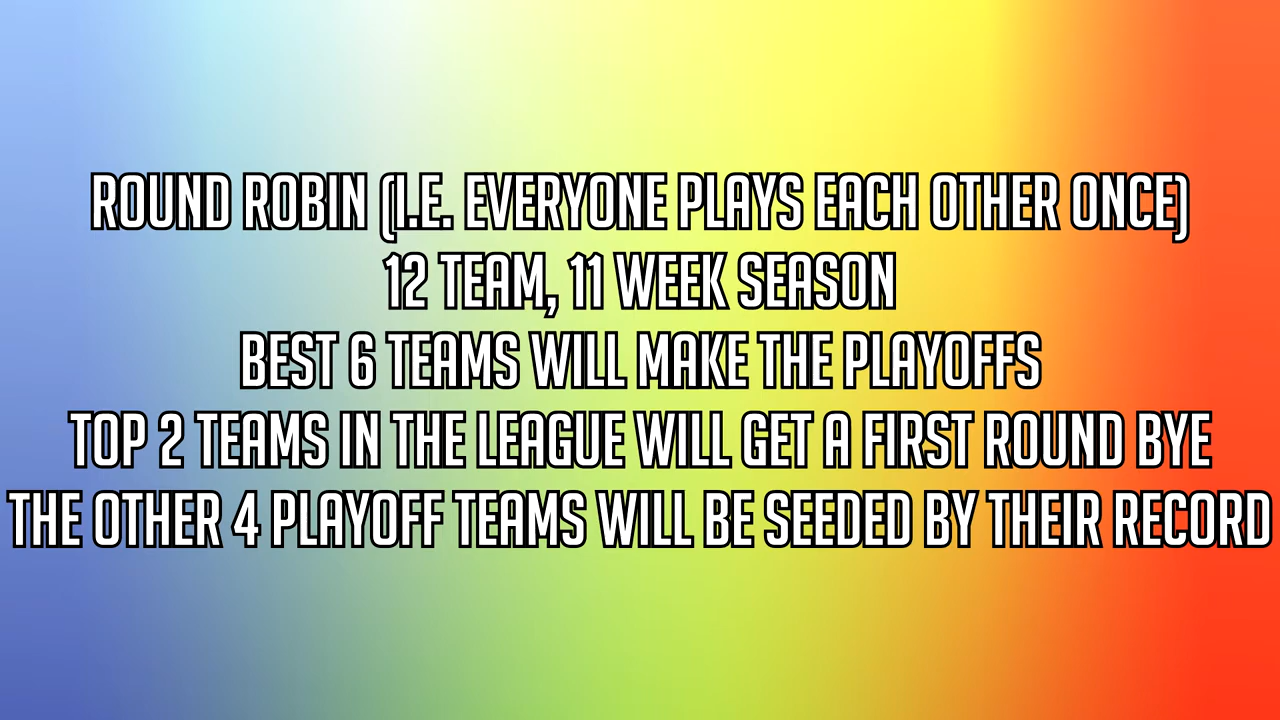 ROUND ROBIN (I.E. EVERYONE PLAYS EACH OTHER ONCE)
12 TEAM, 11 WEEK SEASON
BEST 6 TEAMS WILL MAKE THE PLAYOFFS
TOP 2 TEAMS IN THE LEAGUE WILL GET A FIRST ROUND BYE
THE OTHER 4 PLAYOFF TEAMS WILL BE SEEDED BY THEIR RECORD